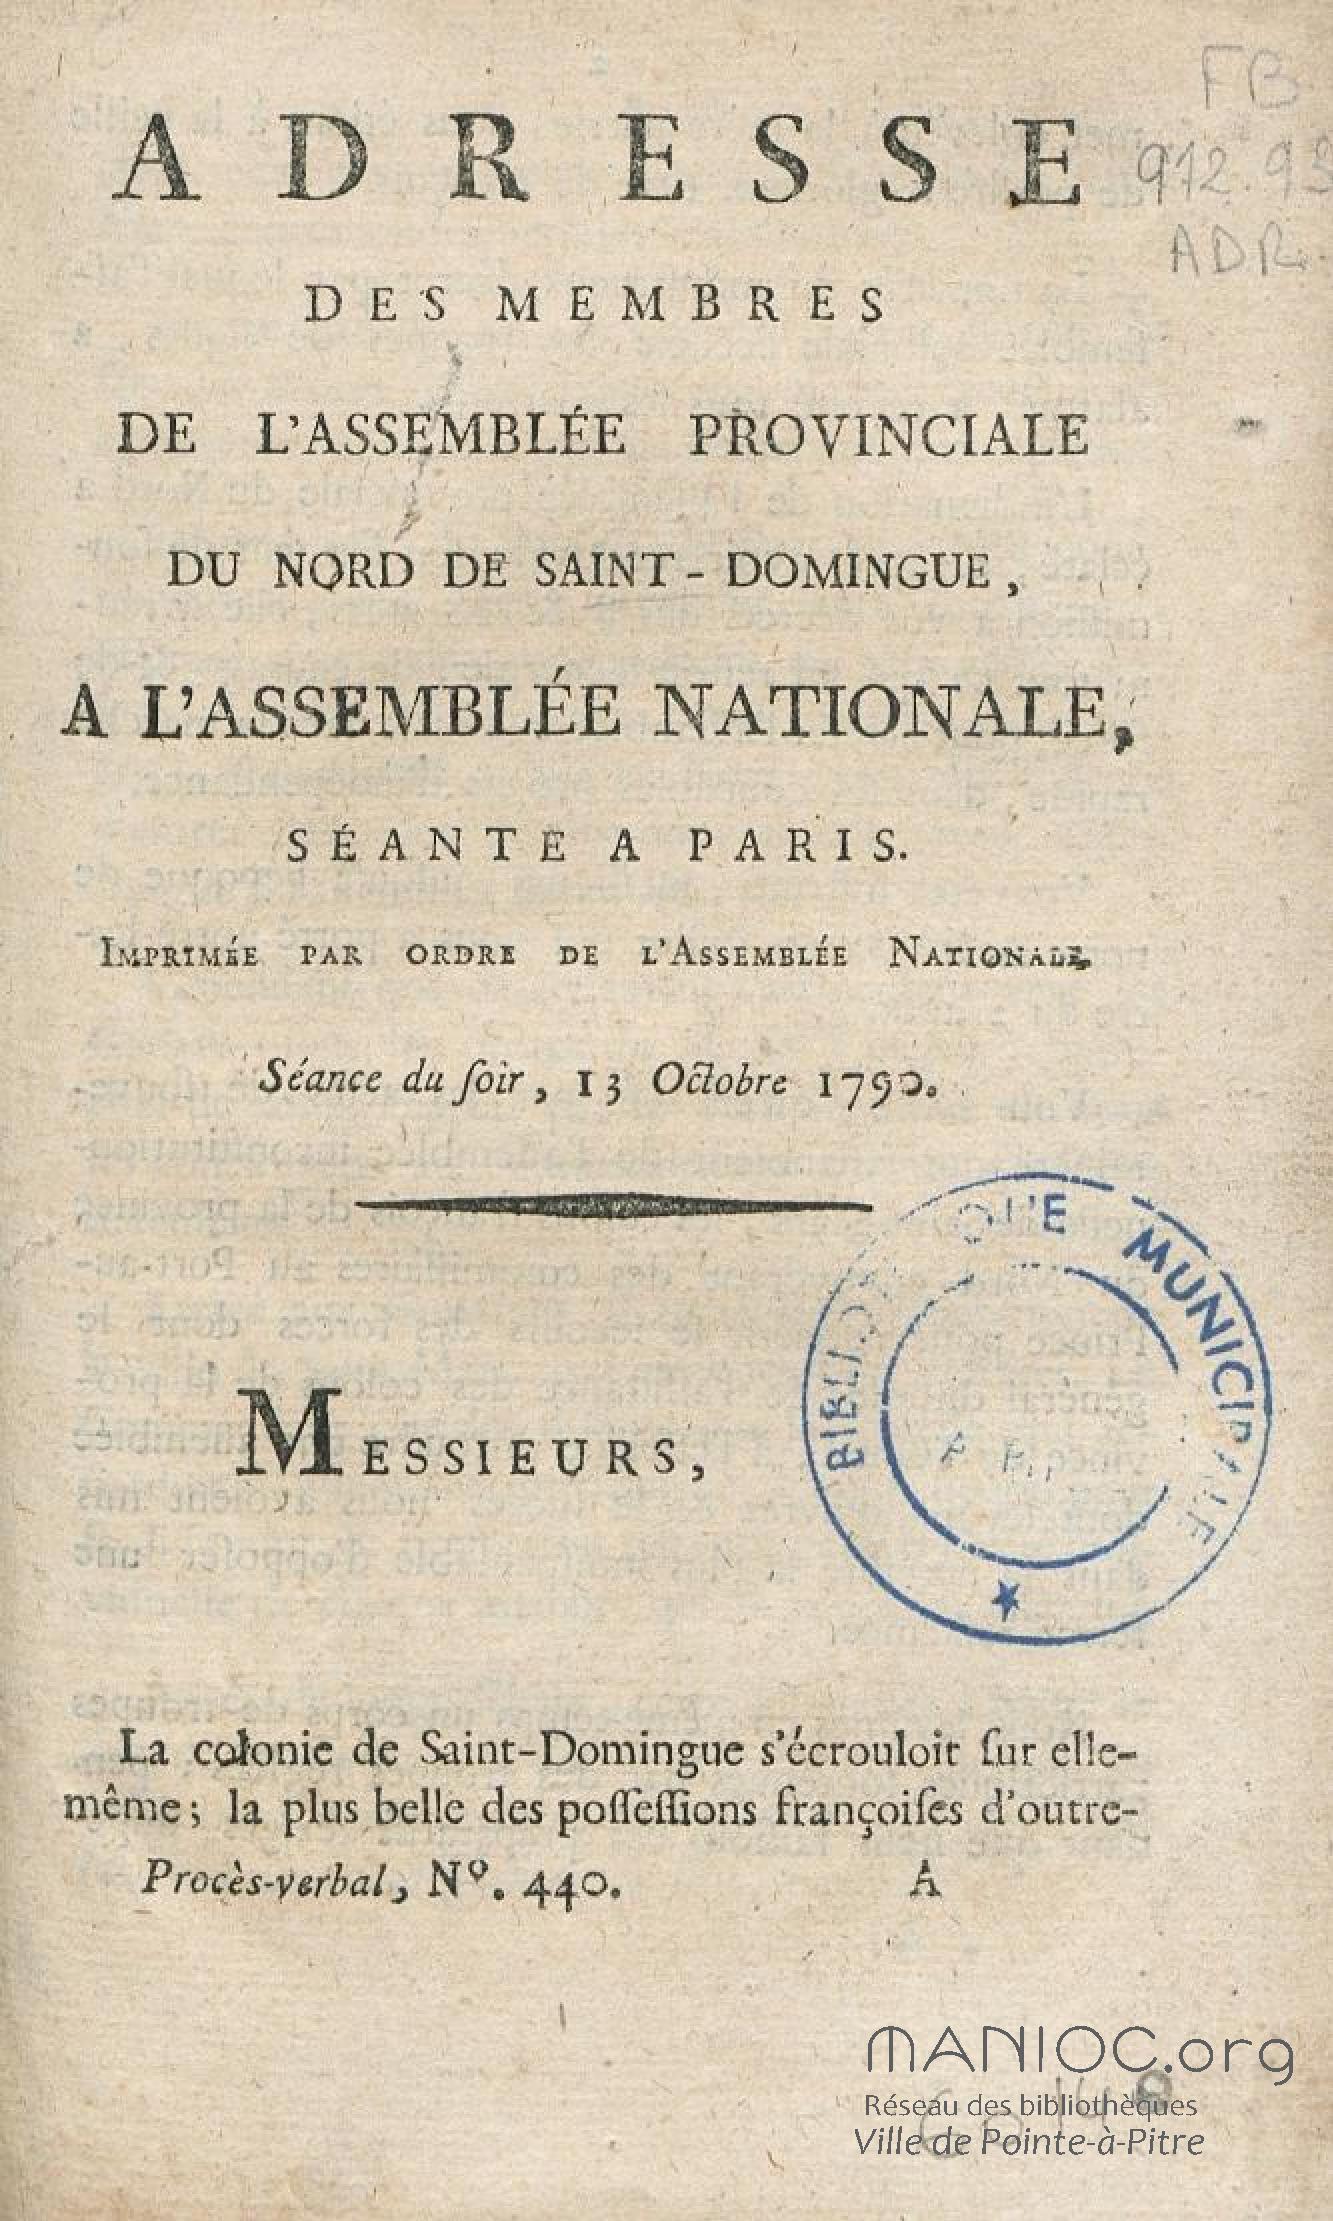 FB
972.93
ADR.
ADRESSE
DES MEMBRES
DE L'ASSEMBLÉE PROVINCIALE
DU NORD DE SAINT-DOMINGUE,
A L'ASSEMBLÉE NATIONALE,
SÉANTE A PARIS.
IMPRIMÉE PAR ORDRE DE L'ASSEMBLÉE NATIONALE.
Séance du ſoir, 13 Octobre 1790.
BIBLIOTHEQUE MUNICIPALE
MESSIEURS,
La colonie de Saint-Domingue s'écrouloit ſur elle-
même; la plus belle des poſſeſſions françoiſes d'outre-
Procès-verbal, Nº. 440. A
MANIOC.org
Réseau des bibliothèques
Ville de Pointe-à-Pitre